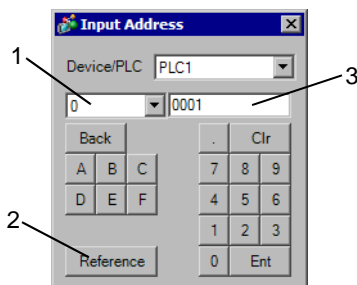 Input Address
1
Device/PLC PLC1
3
0 0001
Back . Clr
A B C 7 8 9
D E F 4 5 6
2
1 2 3
Reference 0 Ent